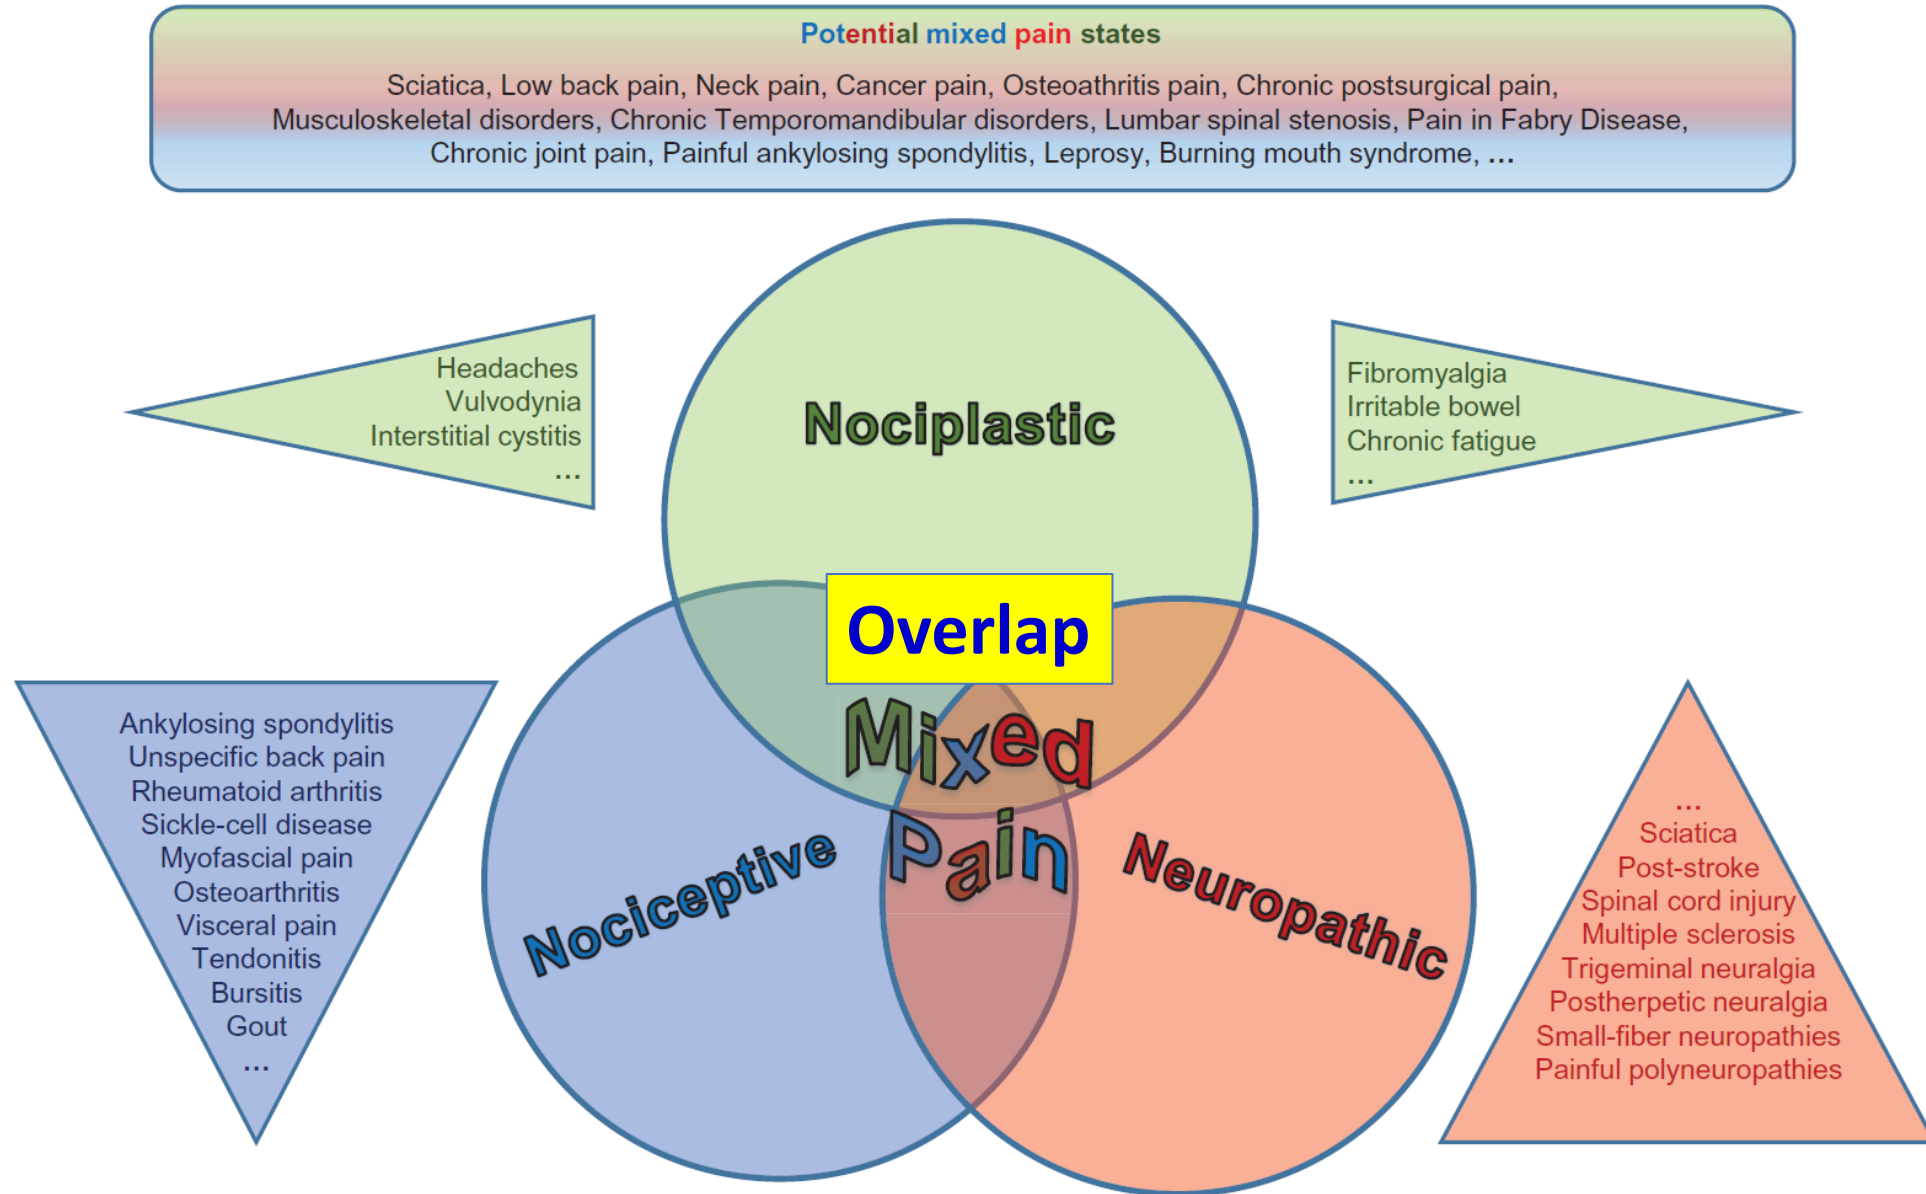 Potential mixed pain states
Sciatica, Low back pain, Neck pain, Cancer pain, Osteoathritis pain, Chronic postsurgical pain,
Musculoskeletal disorders, Chronic Temporomandibular disorders, Lumbar spinal stenosis, Pain in Fabry Disease,
Chronic joint pain, Painful ankylosing spondylitis, Leprosy, Burning mouth syndrome, ...
Headaches
Vulvodynia
Interstitial cystitis
...
Nociplastic
Fibromyalgia
Irritable bowel
Chronic fatigue
...
Overlap
Mixed
Pain
Nociceptive
Neuropathic
Ankylosing spondylitis
Unspecific back pain
Rheumatoid arthritis
Sickle-cell disease
Myofascial pain
Osteoarthritis
Visceral pain
Tendonitis
Bursitis
Gout
...
...
Sciatica
Post-stroke
Spinal cord injury
Multiple sclerosis
Trigeminal neuralgia
Postherpetic neuralgia
Small-fiber neuropathies
Painful polyneuropathies